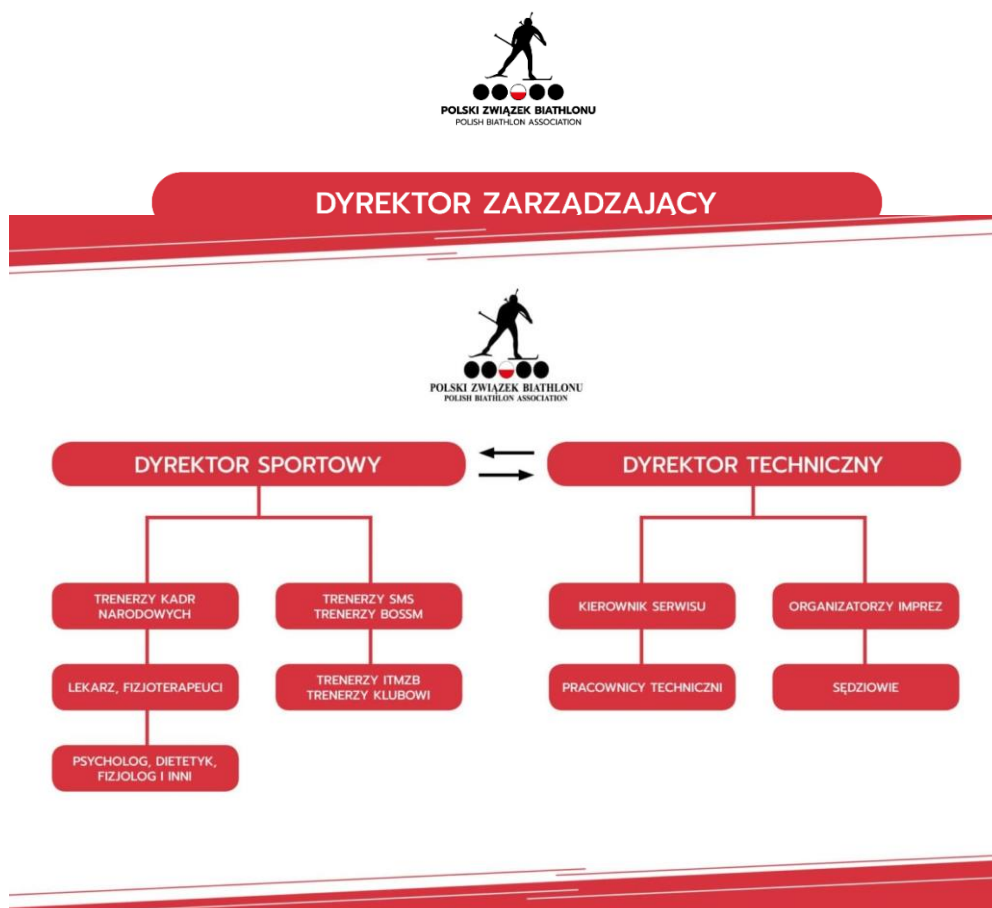 POLSKI ZWIĄZEK BIATHLONU
POLISH BIATHLON ASSOCIATION
DYREKTOR ZARZĄDZAJĄCY
POLSKI ZWIĄZEK BIATHLONU
POLISH BIATHLON ASSOCIATION
DYREKTOR SPORTOWY
DYREKTOR TECHNICZNY
TRENERZY KADR
NARODOWYCH
TRENERZY SMS
TRENERZY BOSSM
KIEROWNIK SERWISU
ORGANIZATORZY IMPREZ
LEKARZ, FIZJOTERAPEUCI
TRENERZY ITMZB
TRENERZY KLUBOWI
PRACOWNICY TECHNICZNI
SĘDZIOWIE
PSYCHOLOG, DIETETYK,
FIZJOLOG I INNI